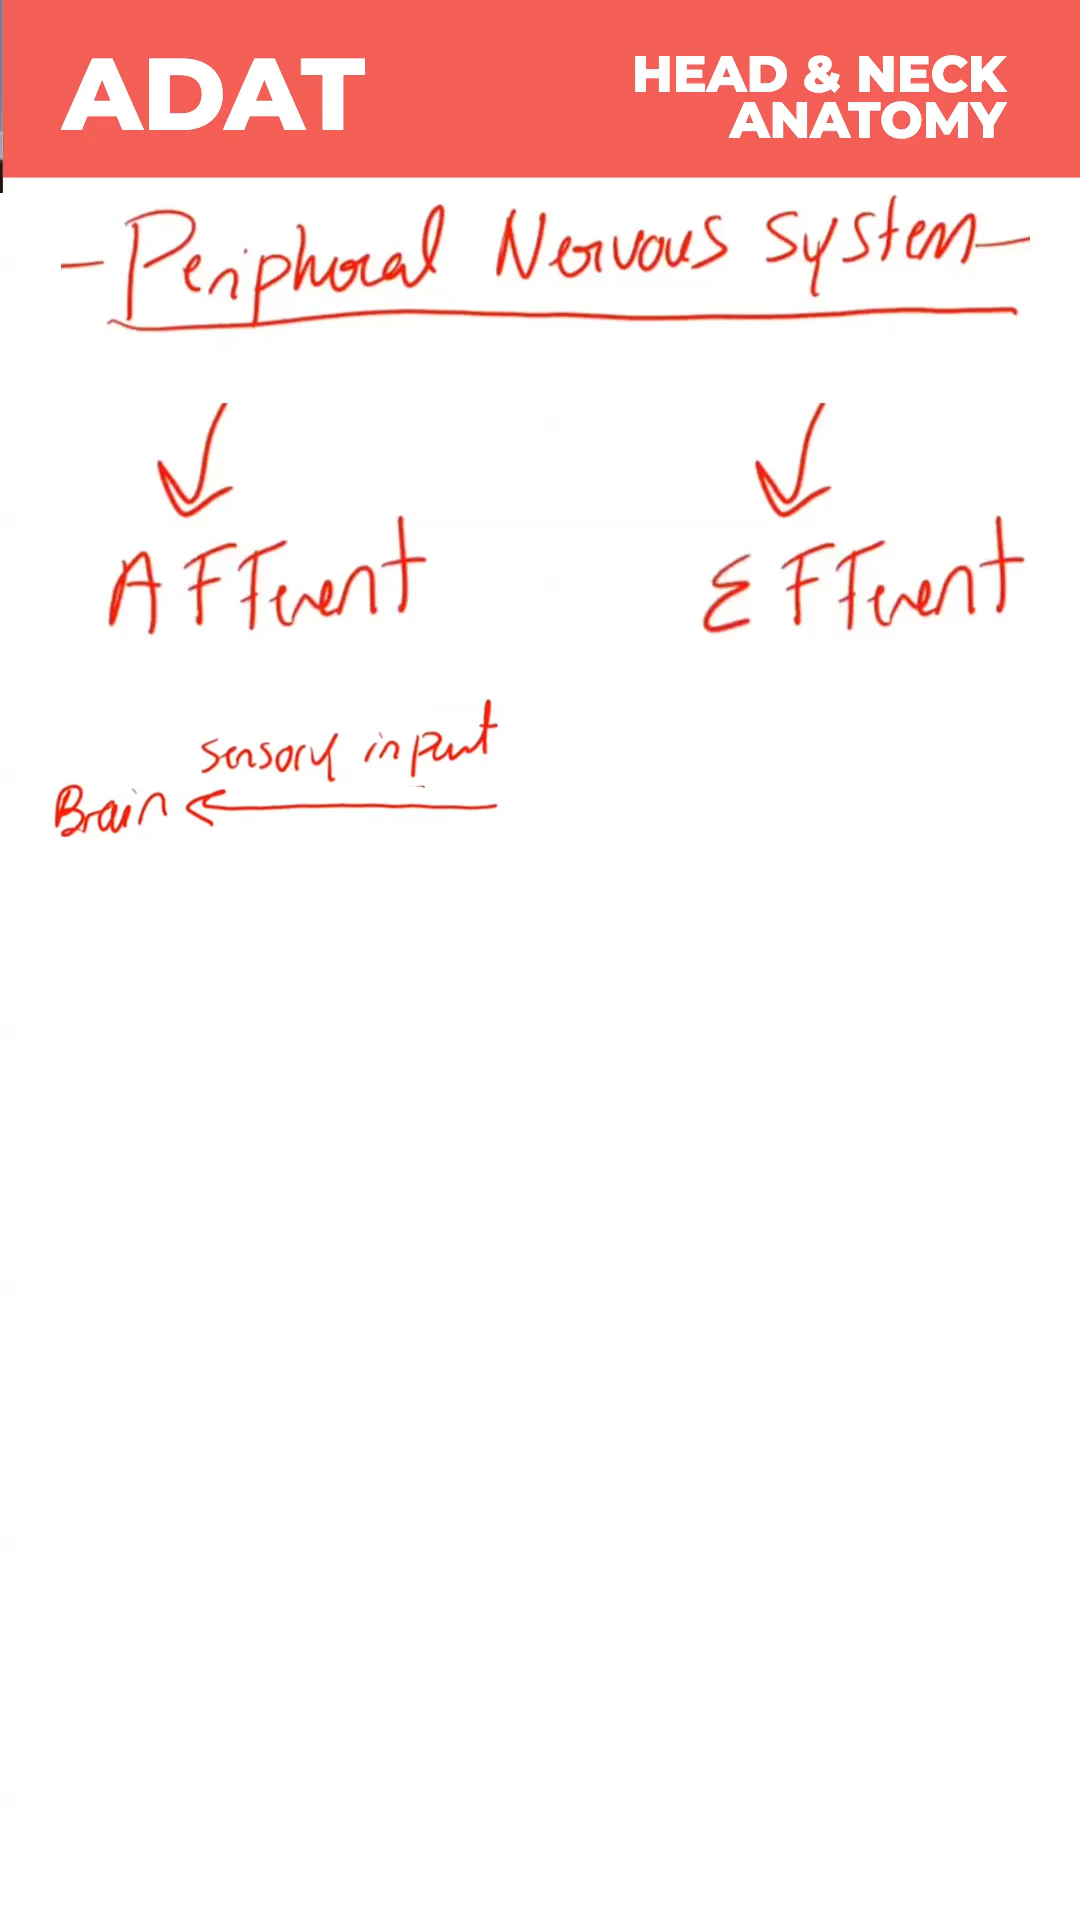 ADAT
HEAD & NECK
ANATOMY
- Peripheral Nervous System -
Afferent
Efferent
sensory input
Brain